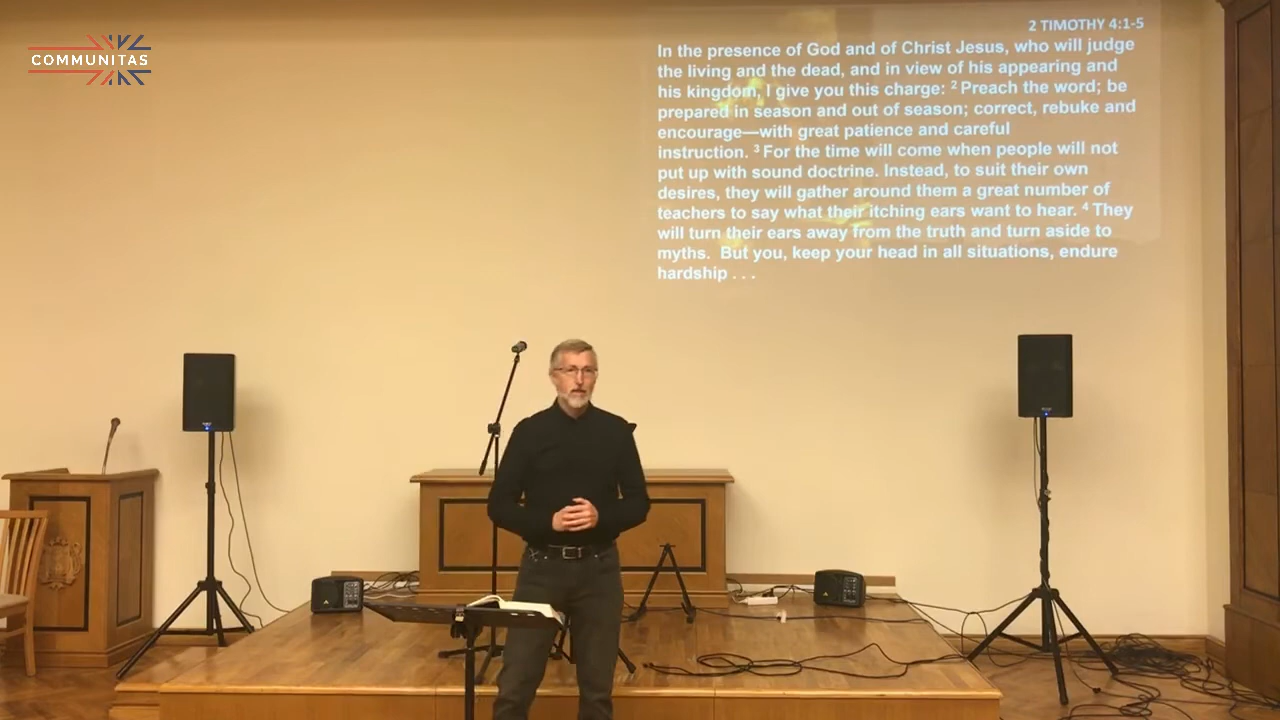 COMMUNITAS
2 TIMOTHY 4:1-5
In the presence of God and of Christ Jesus, who will judge
the living and the dead, and in view of his appearing and
his kingdom, I give you this charge: ² Preach the word; be
prepared in season and out of season; correct, rebuke and
encourage—with great patience and careful
instruction. ³ For the time will come when people will not
put up with sound doctrine. Instead, to suit their own
desires, they will gather around them a great number of
teachers to say what their itching ears want to hear. ⁴ They
will turn their ears away from the truth and turn aside to
myths. But you, keep your head in all situations, endure
hardship . . .